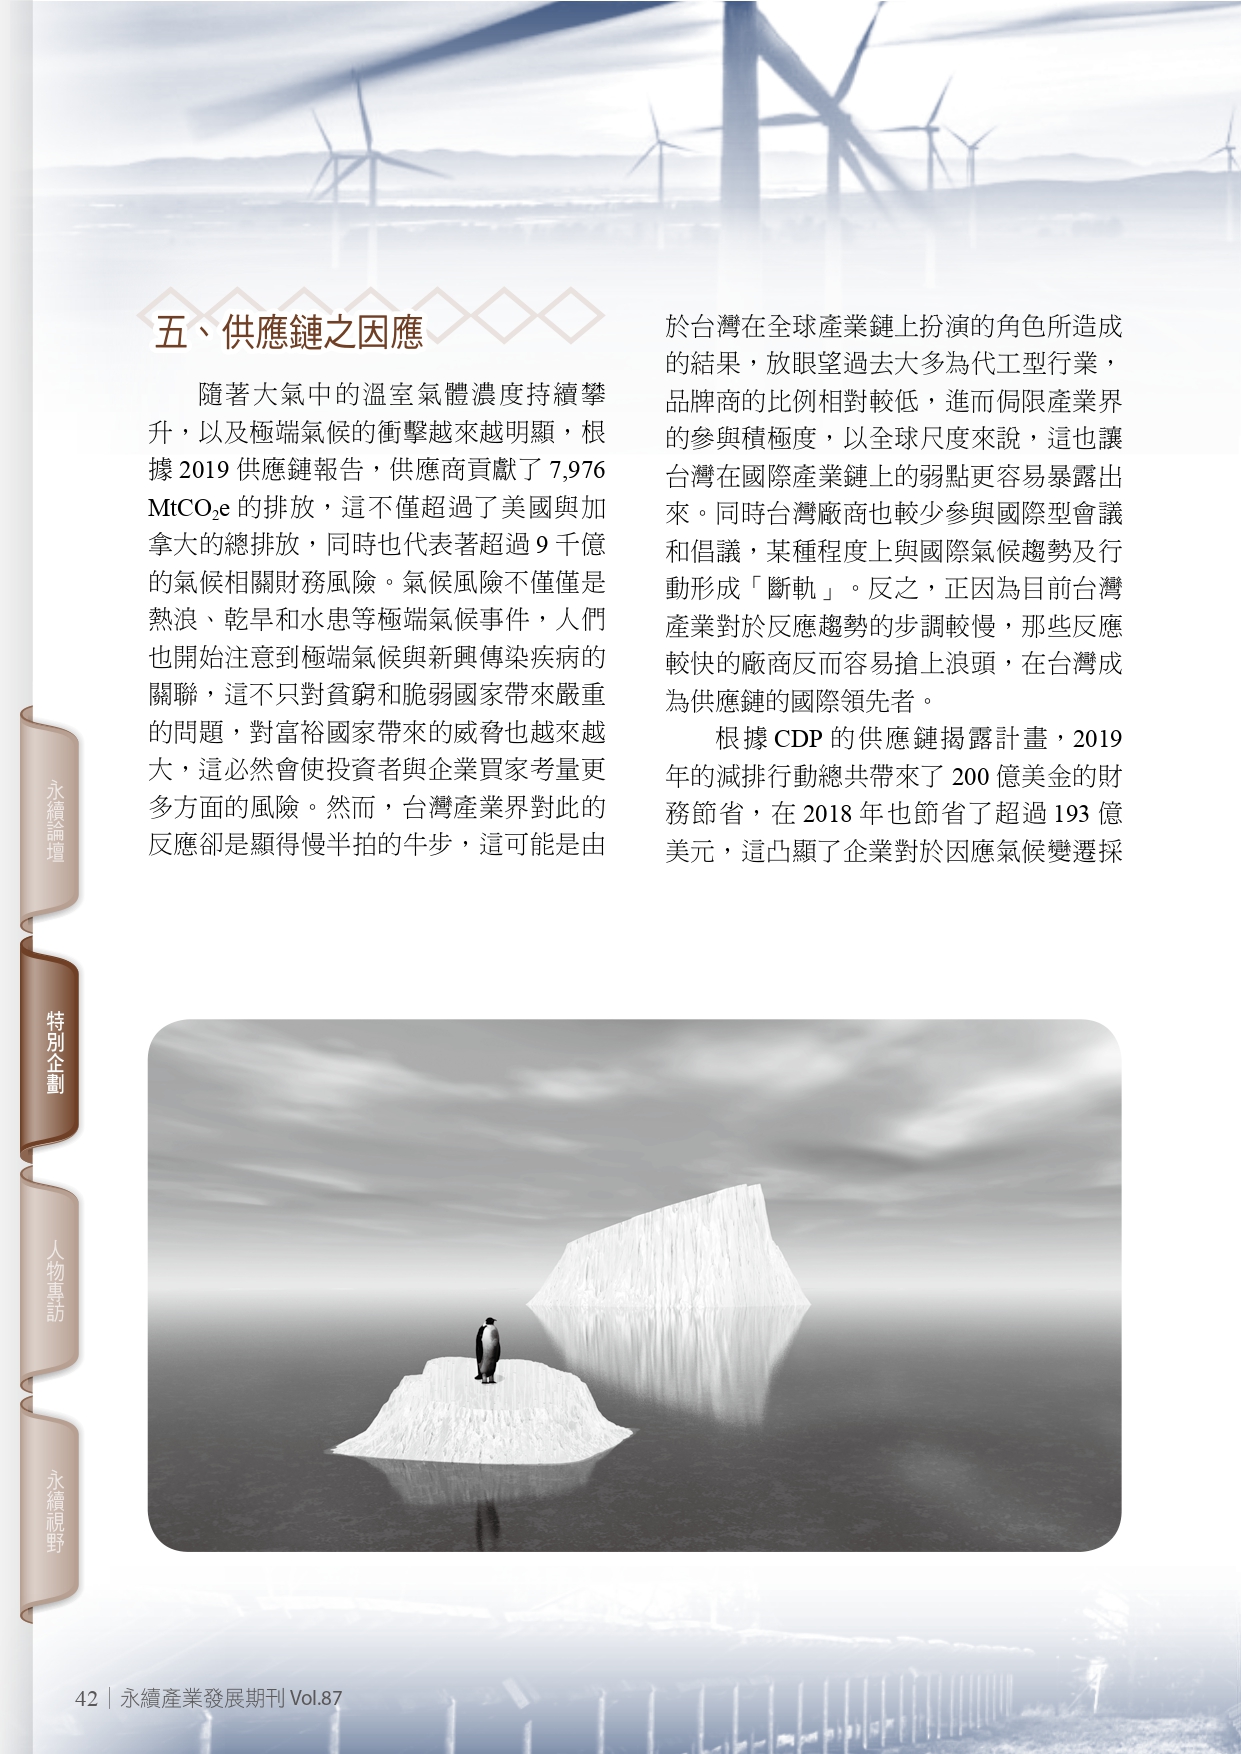 五、供應鏈之因應
隨著大氣中的溫室氣體濃度持續攀
升，以及極端氣候的衝擊越來越明顯，根
據 2019 供應鏈報告，供應商貢獻了 7,976
MtCO₂e 的排放，這不僅超過了美國與加
拿大的總排放，同時也代表著超過 9 千億
的氣候相關財務風險。氣候風險不僅僅是
熱浪、乾旱和水患等極端氣候事件，人們
也開始注意到極端氣候與新興傳染疾病的
關聯，這不只對貧窮和脆弱國家帶來嚴重
的問題，對富裕國家帶來的威脅也越來越
大，這必然會使投資者與企業買家考量更
多方面的風險。然而，台灣產業界對此的
反應卻是顯得慢半拍的牛步，這可能是由
於台灣在全球產業鏈上扮演的角色所造成
的結果，放眼望過去大多為代工型行業，
品牌商的比例相對較低，進而侷限產業界
的參與積極度，以全球尺度來說，這也讓
台灣在國際產業鏈上的弱點更容易暴露出
來。同時台灣廠商也較少參與國際型會議
和倡議，某種程度上與國際氣候趨勢及行
動形成「斷軌」。反之，正因為目前台灣
產業對於反應趨勢的步調較慢，那些反應
較快的廠商反而容易搶上浪頭，在台灣成
為供應鏈的國際領先者。
根據 CDP 的供應鏈揭露計畫，2019
年的減排行動總共帶來了 200 億美金的財
務節省，在 2018 年也節省了超過 193 億
美元，這凸顯了企業對於因應氣候變遷採
永續論壇
特別企劃
人物專訪
永續視野
42 | 永續產業發展期刊 Vol.87